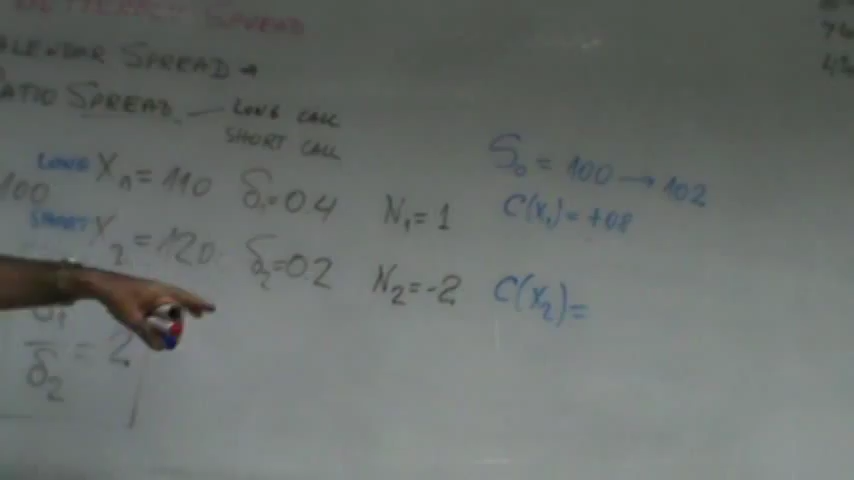 SPREAD
ALENDAR SPREAD →
ATIO SPREAD — LONG CALL
SHORT CALL
100
LONG X₁ = 110 δ₁=0.4 N₁=1
SHORT X₂ = 120 δ₂=0.2 N₂=-2
δ₁/δ₂ = 2
S₀ = 100 → 102
C(X₁) = +08
C(X₂) =